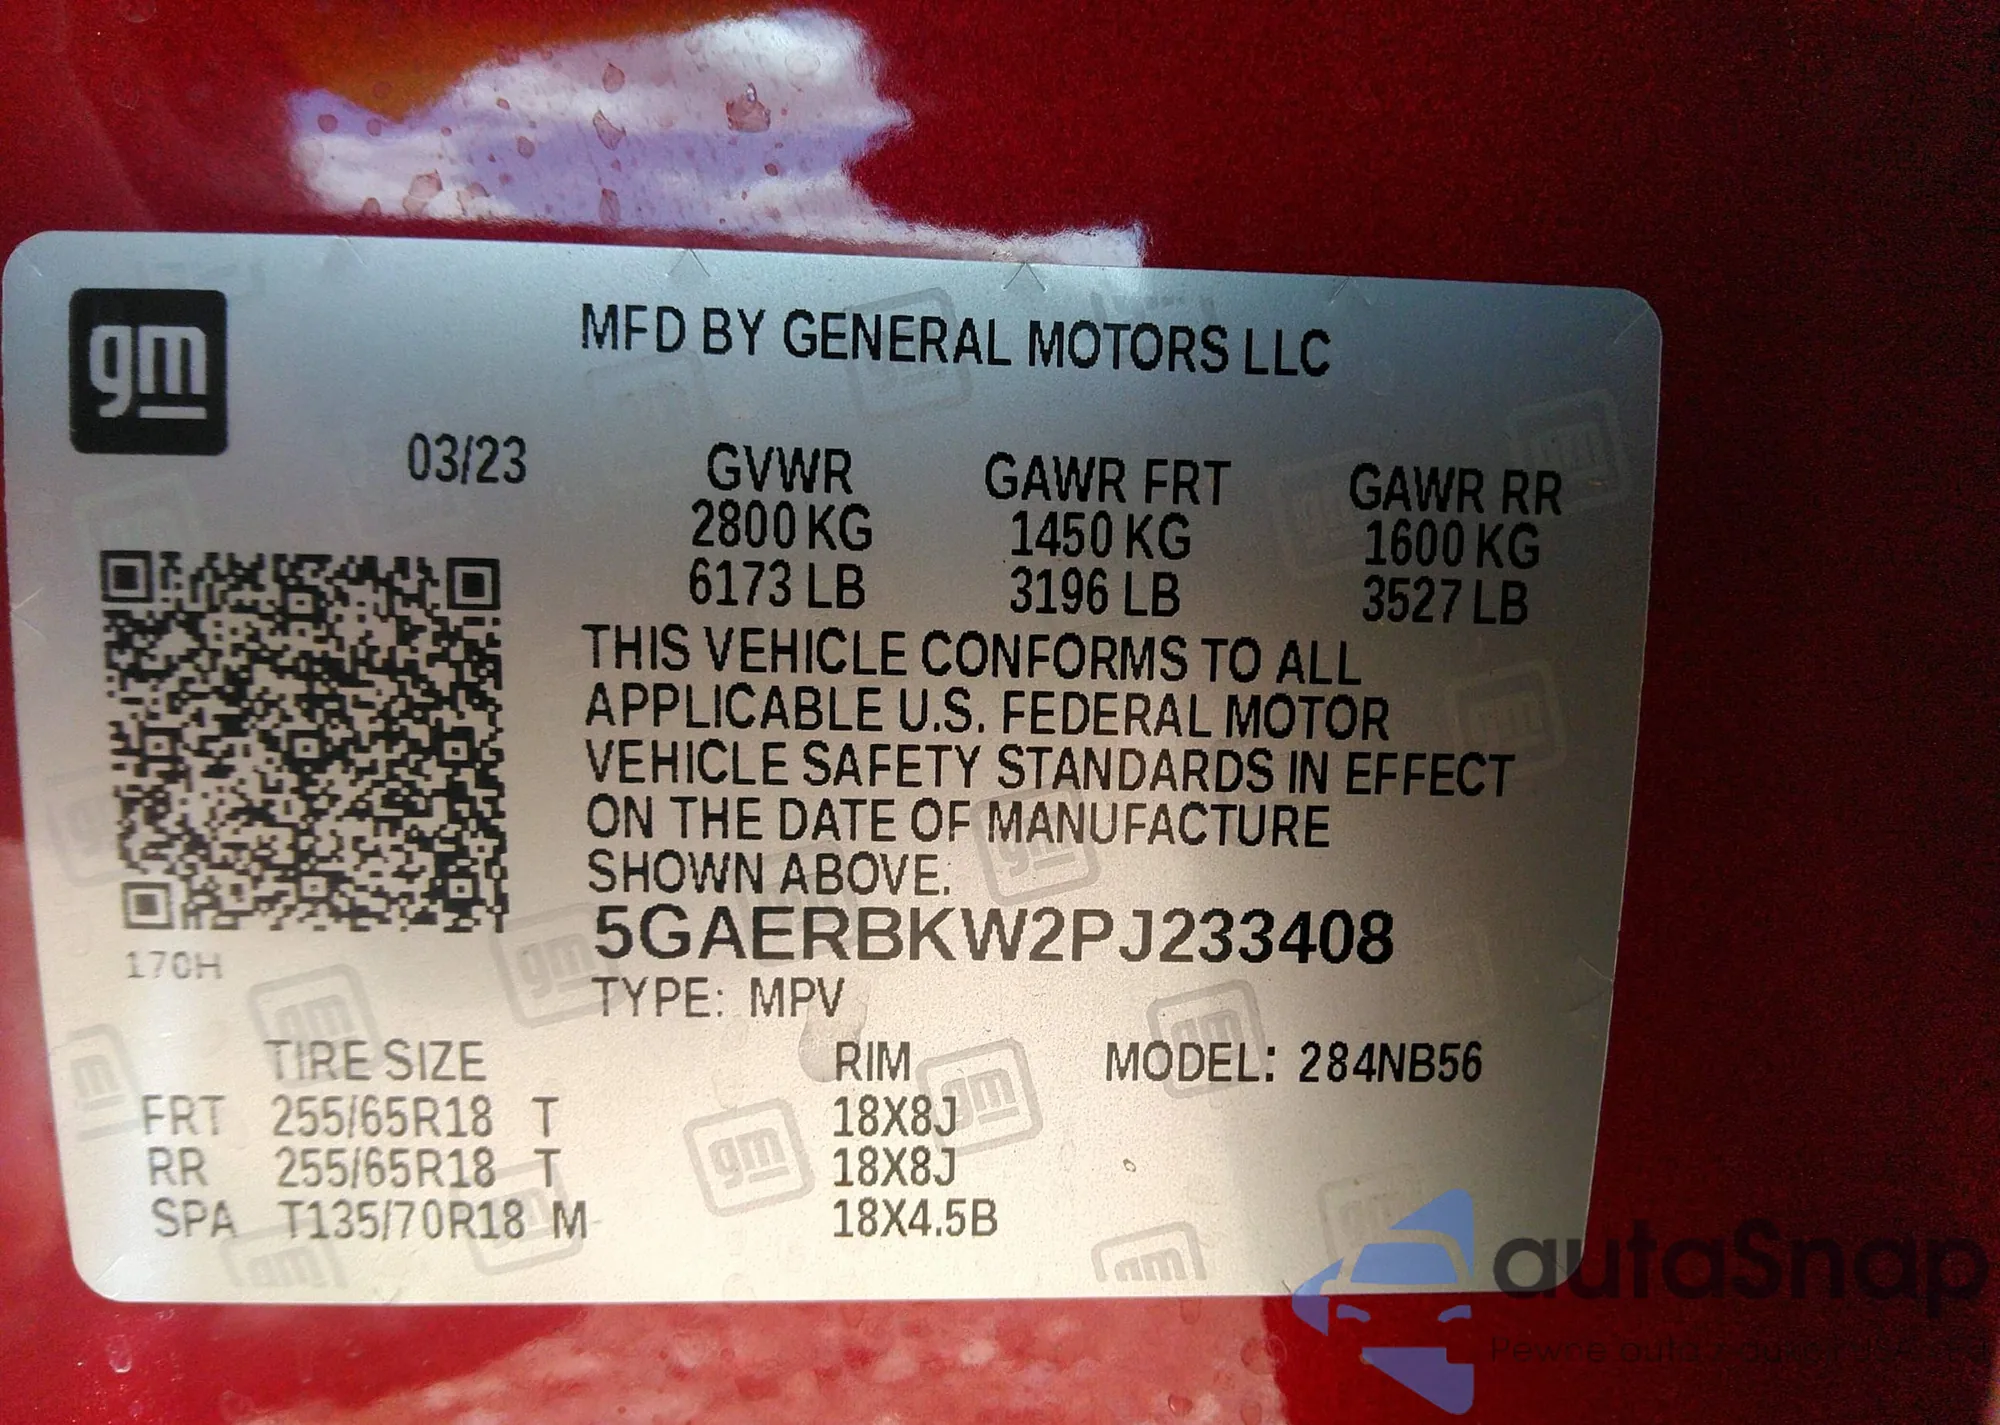 gm
MFD BY GENERAL MOTORS LLC
03/23
GVWR GAWR FRT GAWR RR
2800 KG 1450 KG 1600 KG
6173 LB 3196 LB 3527 LB
THIS VEHICLE CONFORMS TO ALL
APPLICABLE U.S. FEDERAL MOTOR
VEHICLE SAFETY STANDARDS IN EFFECT
ON THE DATE OF MANUFACTURE
SHOWN ABOVE.
5GAERBKW2PJ233408
170H
TYPE: MPV
TIRE SIZE RIM MODEL: 284NB56
FRT 255/65R18 T 18X8J
RR 255/65R18 T 18X8J
SPA T135/70R18 M 18X4.5B
autaSnap
Pewne auta